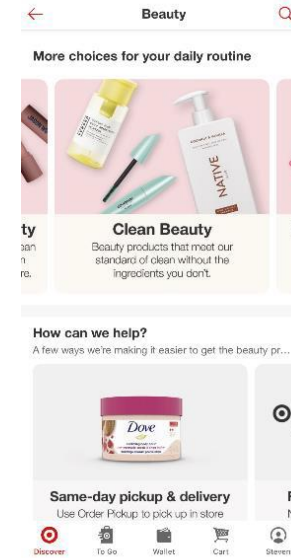 Beauty
More choices for your daily routine
NATIVE
ty
Clean Beauty
Beauty products that meet our
standard of clean without the
ingredients you don't.
re.
How can we help?
A few ways we're making it easier to get the beauty pr...
Dove
Same-day pickup & delivery
Use Order Pickup to pick up in store
Discover
To Go
Wallet
Cart
Steven